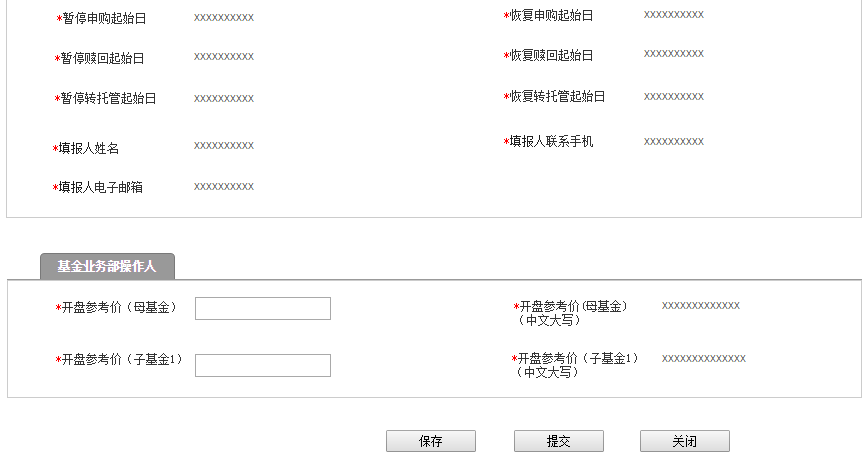 *暂停申购起始日 xxxxxxxxxx *恢复申购起始日 xxxxxxxxxx
*暂停赎回起始日 xxxxxxxxxx *恢复赎回起始日 xxxxxxxxxx
*暂停转托管起始日 xxxxxxxxxx *恢复转托管起始日 xxxxxxxxxx
*填报人姓名 xxxxxxxxxx *填报人联系手机 xxxxxxxxxx
*填报人电子邮箱 xxxxxxxxxx
基金业务部操作人
*开盘参考价（母基金） *开盘参考价(母基金） xxxxxxxxxxxxx
（中文大写）
*开盘参考价（子基金1） *开盘参考价（子基金1） xxxxxxxxxxxxxx
（中文大写）
保存 提交 关闭